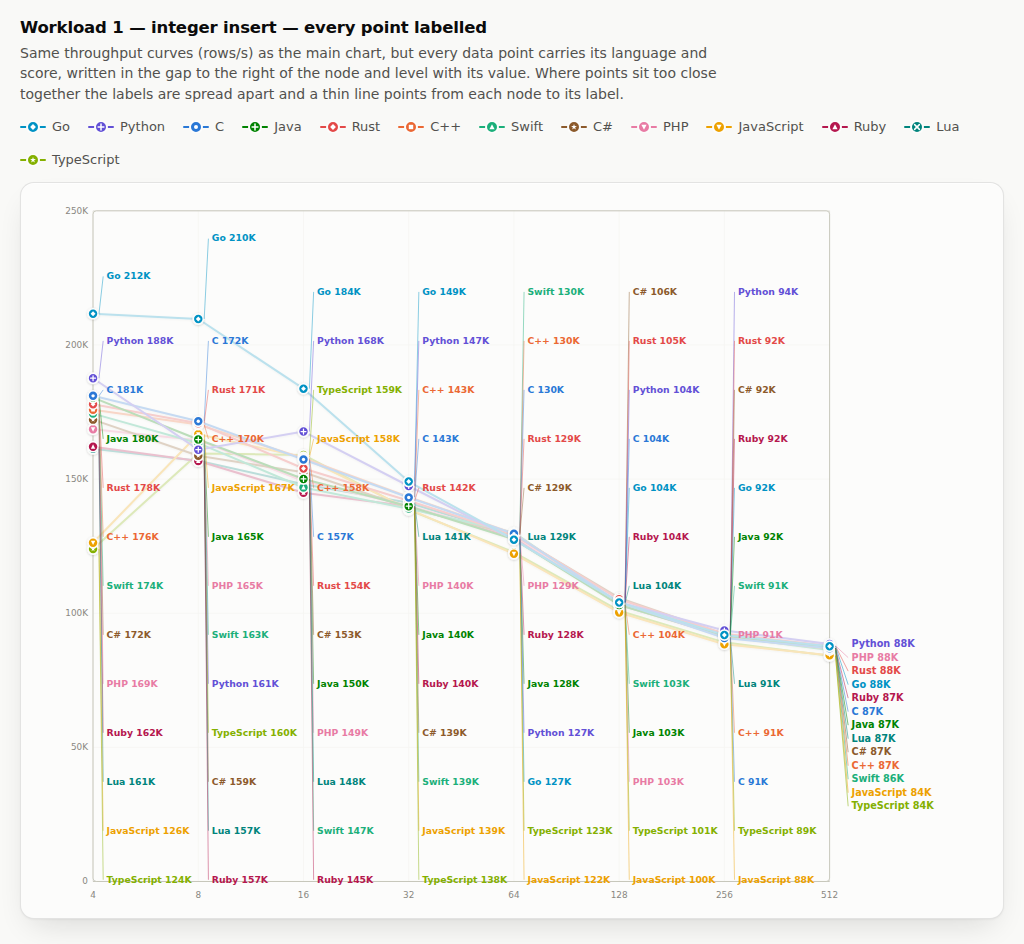 Workload 1 — integer insert — every point labelled
Same throughput curves (rows/s) as the main chart, but every data point carries its language and
score, written in the gap to the right of the node and level with its value. Where points sit too close
together the labels are spread apart and a thin line points from each node to its label.
Go Python C Java Rust C++ Swift C# PHP JavaScript Ruby Lua
TypeScript
250K
200K
150K
100K
50K
0
Go 212K
Python 188K
C 181K
Java 180K
Rust 178K
C++ 176K
Swift 174K
C# 172K
PHP 169K
Ruby 162K
Lua 161K
JavaScript 126K
TypeScript 124K
Go 210K
C 172K
Rust 171K
C++ 170K
JavaScript 167K
Java 165K
PHP 165K
Swift 163K
Python 161K
TypeScript 160K
C# 159K
Lua 157K
Ruby 157K
Go 184K
Python 168K
TypeScript 159K
JavaScript 158K
C++ 158K
C 157K
Rust 154K
C# 153K
Java 150K
PHP 149K
Lua 148K
Swift 147K
Ruby 145K
Go 149K
Python 147K
C++ 143K
C 143K
Rust 142K
Lua 141K
PHP 140K
Java 140K
Ruby 140K
C# 139K
Swift 139K
JavaScript 139K
TypeScript 138K
Swift 130K
C++ 130K
C 130K
Rust 129K
C# 129K
Lua 129K
PHP 129K
Ruby 128K
Java 128K
Python 127K
Go 127K
TypeScript 123K
JavaScript 122K
C# 106K
Rust 105K
Python 104K
C 104K
Go 104K
Ruby 104K
Lua 104K
C++ 104K
Swift 103K
Java 103K
PHP 103K
TypeScript 101K
JavaScript 100K
Python 94K
Rust 92K
C# 92K
Ruby 92K
Go 92K
Java 92K
Swift 91K
PHP 91K
Lua 91K
C++ 91K
C 91K
TypeScript 89K
JavaScript 88K
Python 88K
PHP 88K
Rust 88K
Go 88K
Ruby 87K
C 87K
Java 87K
Lua 87K
C# 87K
C++ 87K
Swift 86K
JavaScript 84K
TypeScript 84K
4 8 16 32 64 128 256 512